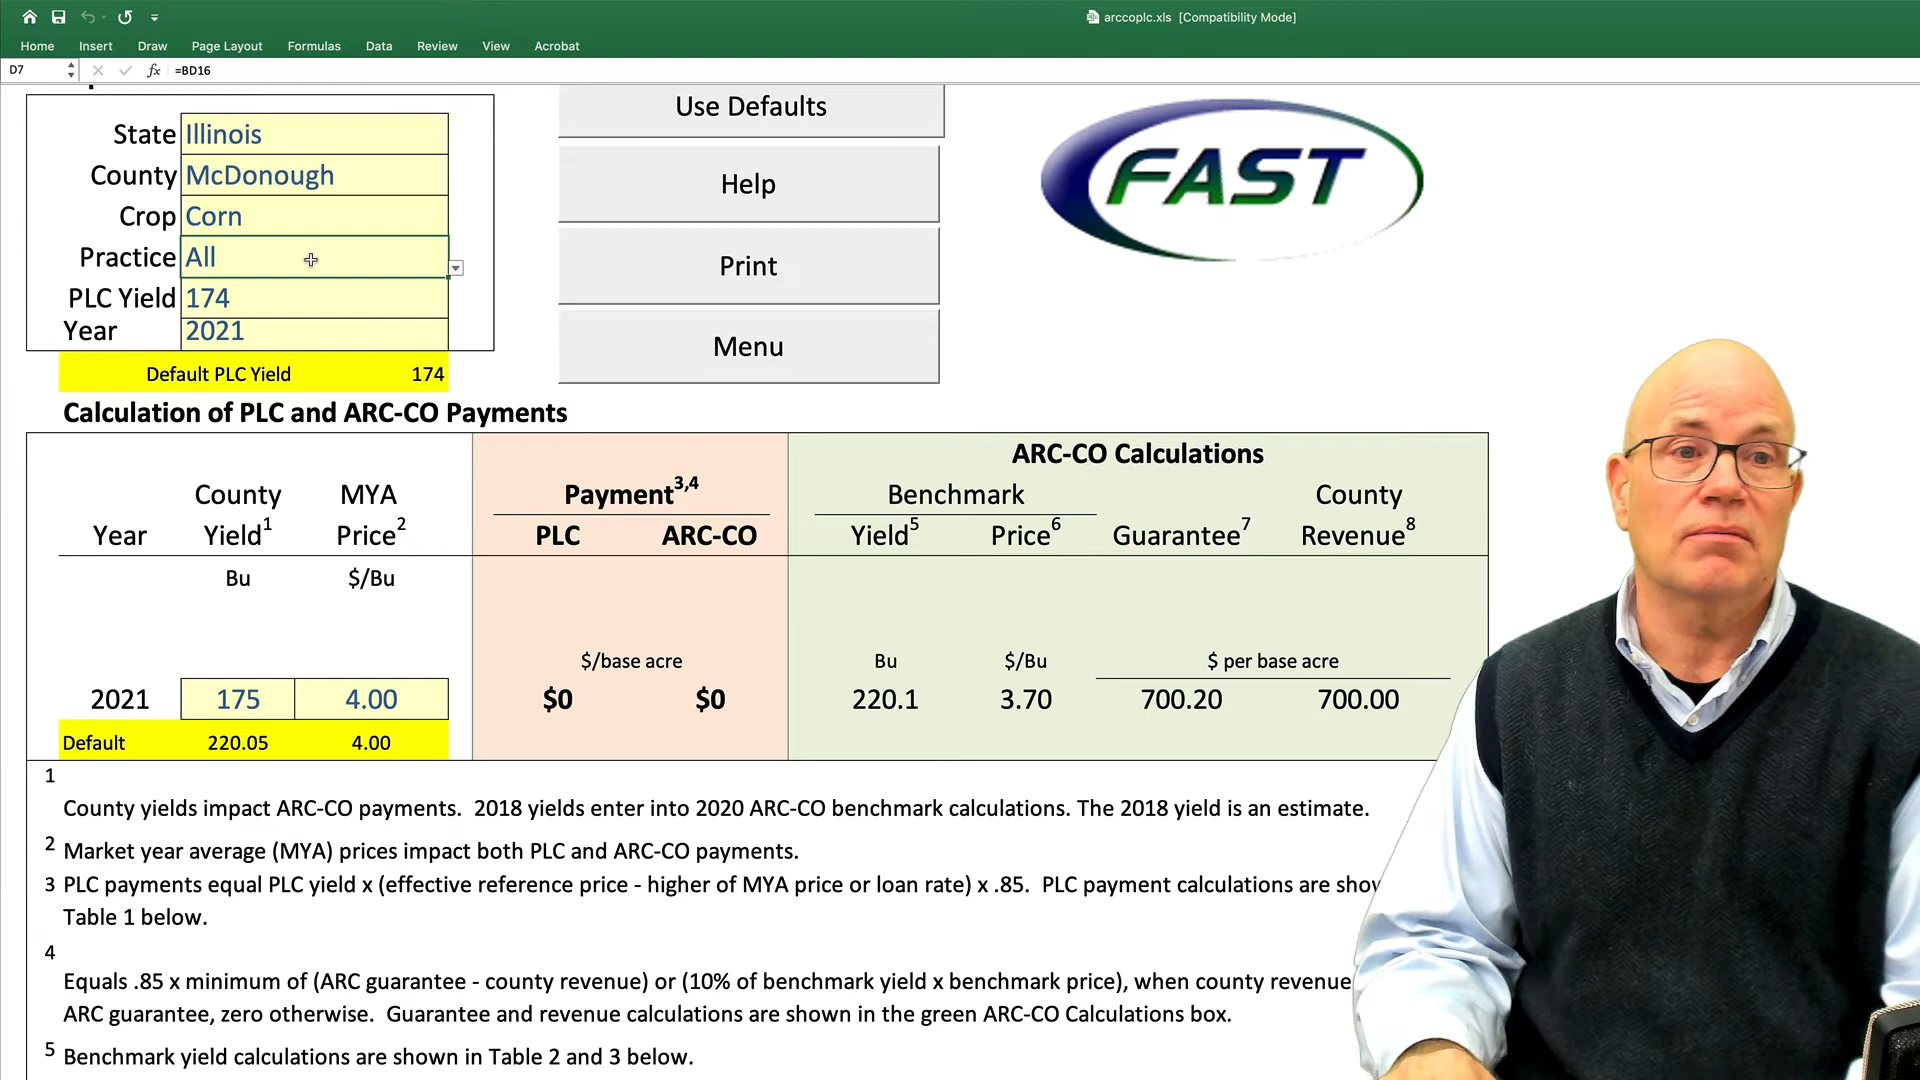 arccoplc.xls [Compatibility Mode]
Home Insert Draw Page Layout Formulas Data Review View Acrobat
D7 fx =BD16
State Illinois
County McDonough
Crop Corn
Practice All
PLC Yield 174
Year 2021
Default PLC Yield 174
Use Defaults
Help
Print
Menu
FAST
Calculation of PLC and ARC-CO Payments
ARC-CO Calculations
County MYA Payment3,4 Benchmark County
Year Yield1 Price2 PLC ARC-CO Yield5 Price6 Guarantee7 Revenue8
Bu $/Bu
$/base acre Bu $/Bu $ per base acre
2021 175 4.00 $0 $0 220.1 3.70 700.20 700.00
Default 220.05 4.00
1
County yields impact ARC-CO payments. 2018 yields enter into 2020 ARC-CO benchmark calculations. The 2018 yield is an estimate.
2 Market year average (MYA) prices impact both PLC and ARC-CO payments.
3 PLC payments equal PLC yield x (effective reference price - higher of MYA price or loan rate) x .85. PLC payment calculations are
Table 1 below.
4
Equals .85 x minimum of (ARC guarantee - county revenue) or (10% of benchmark yield x benchmark price), when county revenue
ARC guarantee, zero otherwise. Guarantee and revenue calculations are shown in the green ARC-CO Calculations box.
5 Benchmark yield calculations are shown in Table 2 and 3 below.